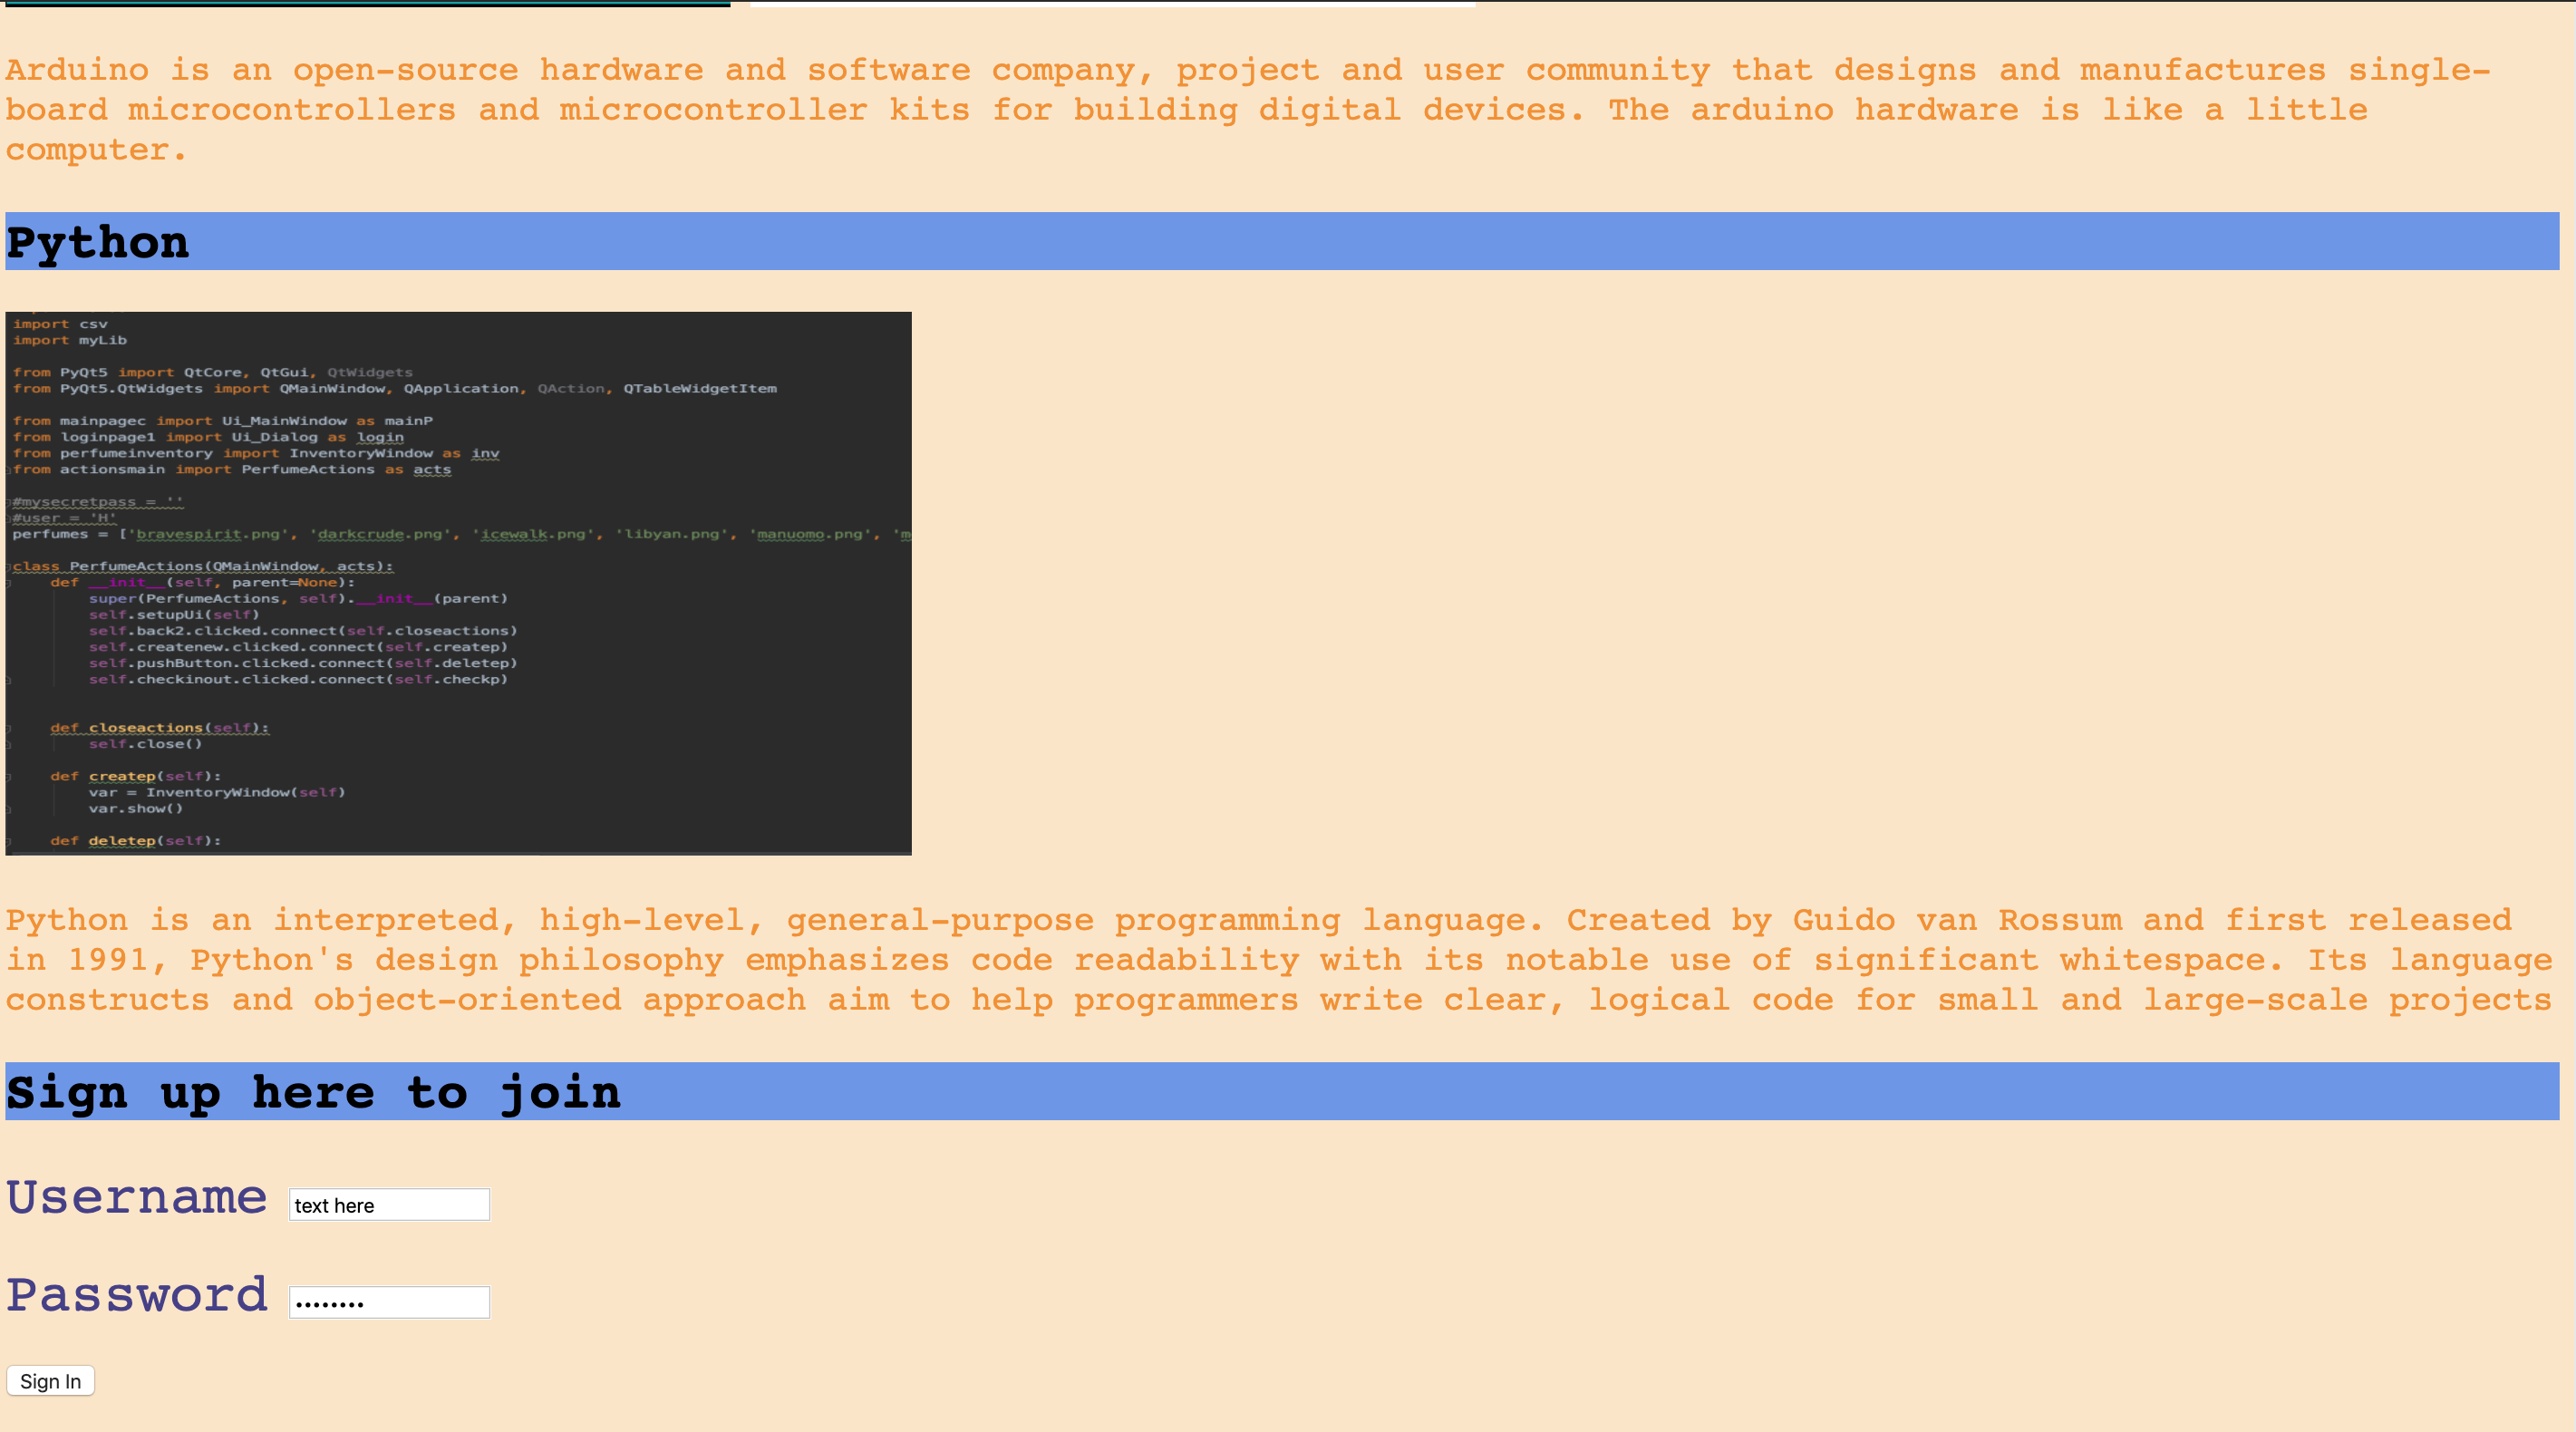 Arduino is an open-source hardware and software company, project and user community that designs and manufactures single-
board microcontrollers and microcontroller kits for building digital devices. The arduino hardware is like a little
computer.
Python
import csv
import myLib
from PyQt5 import QtCore, QtGui, QtWidgets
from PyQt5.QtWidgets import QMainWindow, QApplication, QAction, QTableWidgetItem
from mainpagec import Ui_MainWindow as mainP
from loginpage1 import Ui_Dialog as login
from perfumeinventory import InventoryWindow as inv
from actionsmain import PerfumeActions as acts
#mysecretpass = ''
#user = 'H'
perfumes = ['bravespirit.png', 'darkcrude.png', 'icewalk.png', 'libyan.png', 'manuomo.png', 'm
class PerfumeActions(QMainWindow, acts):
    def __init__(self, parent=None):
        super(PerfumeActions, self).__init__(parent)
        self.setupUi(self)
        self.back2.clicked.connect(self.closeactions)
        self.createnew.clicked.connect(self.createp)
        self.pushButton.clicked.connect(self.deletep)
        self.checkinout.clicked.connect(self.checkp)
    def closeactions(self):
        self.close()
    def createp(self):
        var = InventoryWindow(self)
        var.show()
    def deletep(self):
Python is an interpreted, high-level, general-purpose programming language. Created by Guido van Rossum and first released
in 1991, Python's design philosophy emphasizes code readability with its notable use of significant whitespace. Its language
constructs and object-oriented approach aim to help programmers write clear, logical code for small and large-scale projects
Sign up here to join
Username text here
Password ••••••••
Sign In